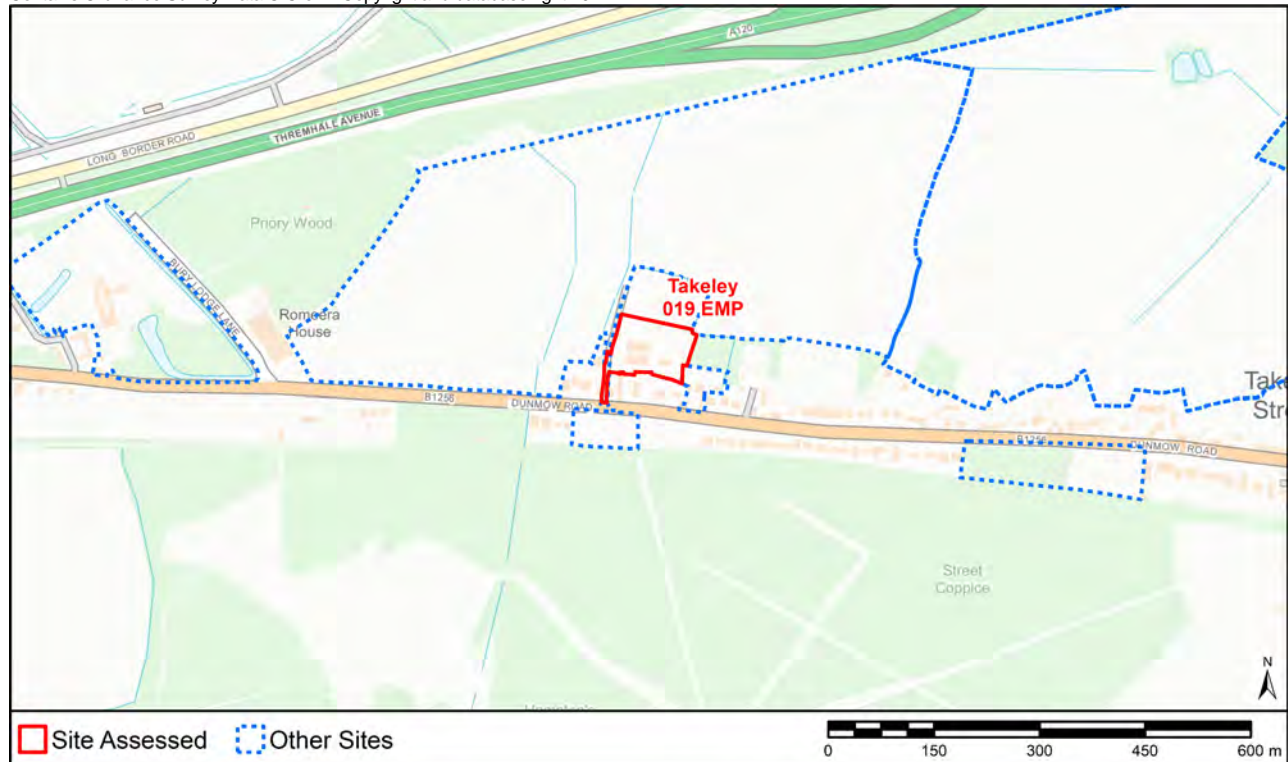 A120
THREMHALL AVENUE
LONG BORDER ROAD
Priory Wood
BURY LODGE LANE
Romeera
House
Takeley
019 EMP
B1256
DUNMOW ROAD
B1256
DUNMOW ROAD
Street
Coppice
N
Site Assessed
Other Sites
0 150 300 450 600 m